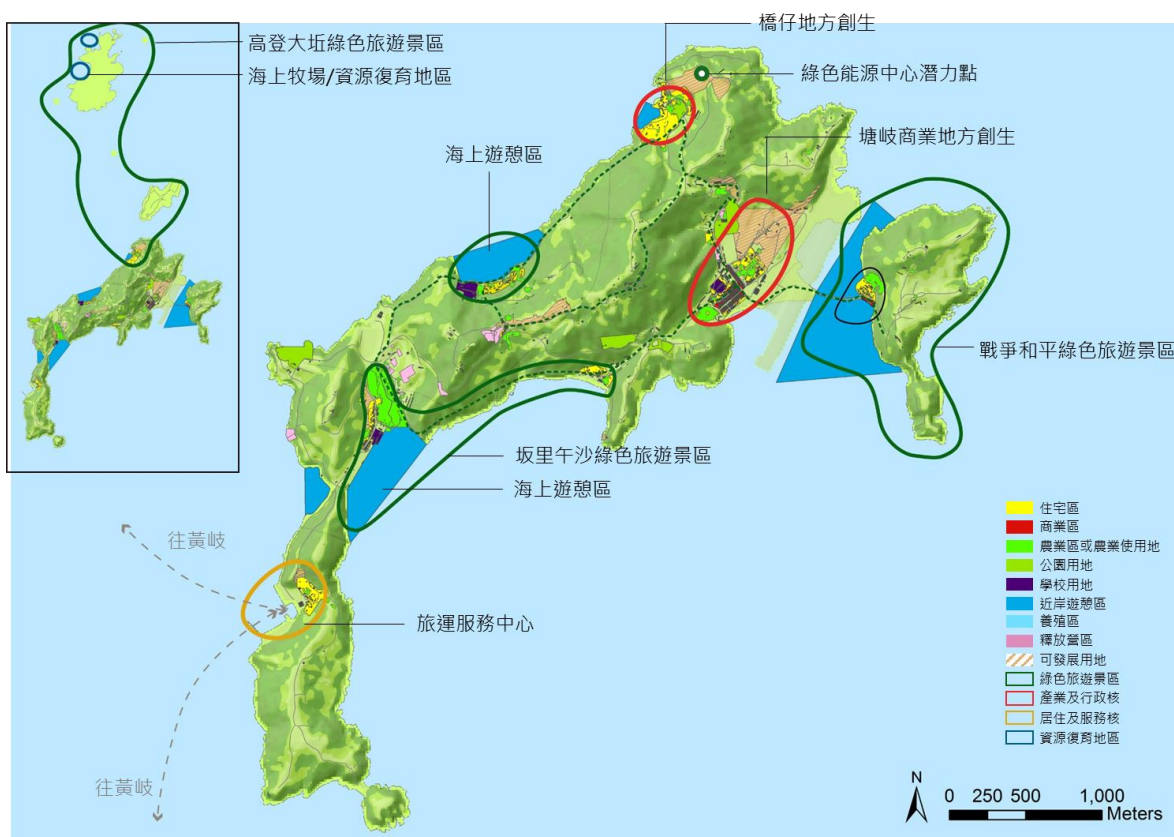 高登大坵綠色旅遊景區
海上牧場/資源復育地區
橋仔地方創生
綠色能源中心潛力點
塘岐商業地方創生
海上遊憩區
戰爭和平綠色旅遊景區
坂里午沙綠色旅遊景區
海上遊憩區
往黃岐
旅運服務中心
往黃岐
住宅區
商業區
農業區或農業使用地
公園用地
學校用地
近岸遊憩區
養殖區
釋放營區
可發展用地
綠色旅遊景區
產業及行政核
居住及服務核
資源復育地區
N
0 250 500 1,000
Meters